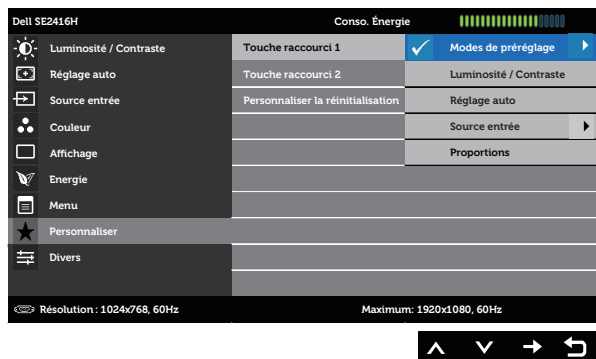 Dell SE2416H
Conso. Énergie
Luminosité / Contraste
Réglage auto
Source entrée
Couleur
Affichage
Energie
Menu
Personnaliser
Divers
Touche raccourci 1
Touche raccourci 2
Personnaliser la réinitialisation
Modes de préréglage
Luminosité / Contraste
Réglage auto
Source entrée
Proportions
Résolution : 1024x768, 60Hz
Maximum: 1920x1080, 60Hz